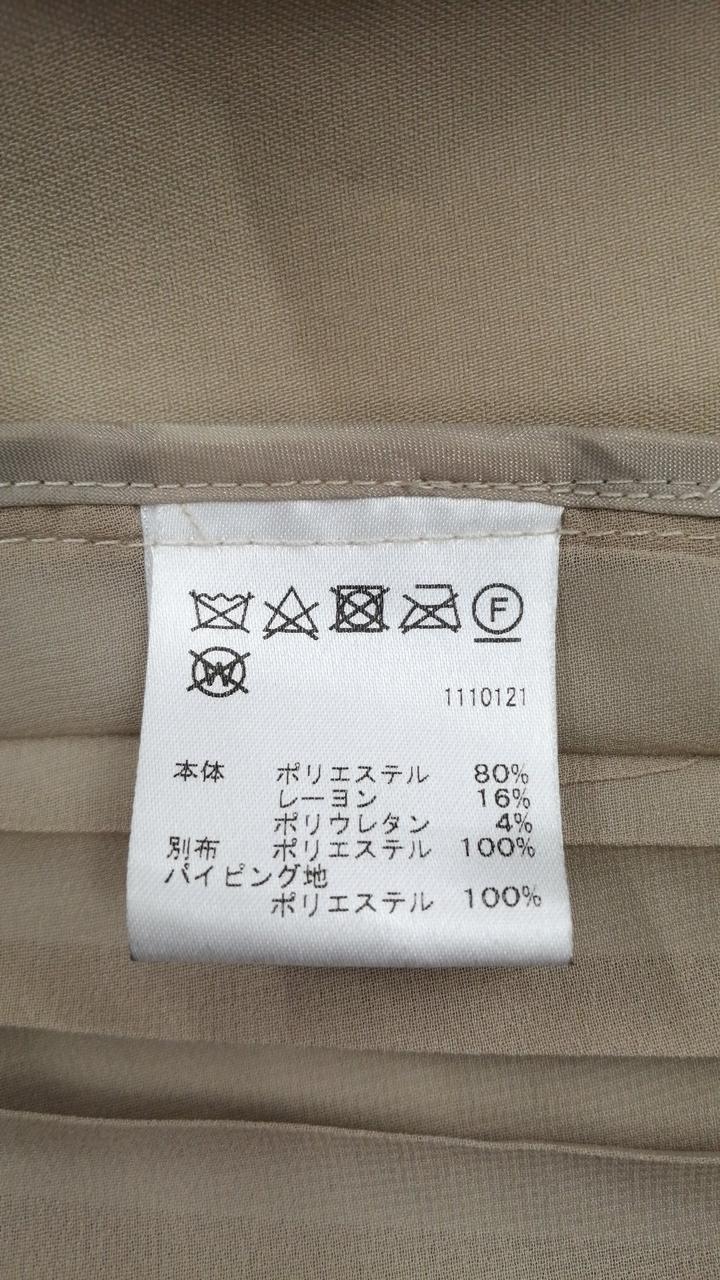 F
W
1110121
本体 ポリエステル 80%
レーヨン 16%
ポリウレタン 4%
別布 ポリエステル 100%
パイピング地
ポリエステル 100%